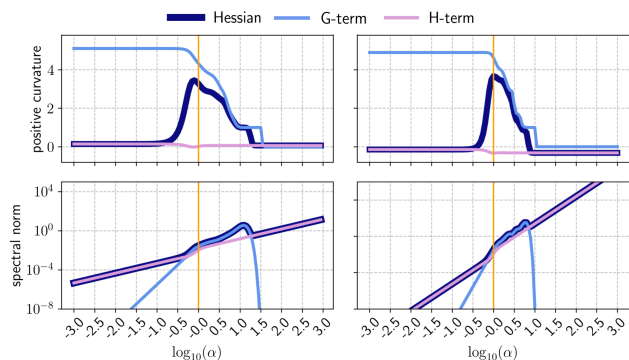 Hessian G-term H-term
positive curvature
4
2
0
spectral norm
10^4
10^0
10^-4
10^-8
-3.0 -2.5 -2.0 -1.5 -1.0 -0.5 -0.0 0.5 1.0 1.5 2.0 2.5 3.0
-3.0 -2.5 -2.0 -1.5 -1.0 -0.5 -0.0 0.5 1.0 1.5 2.0 2.5 3.0
log₁₀(α) log₁₀(α)